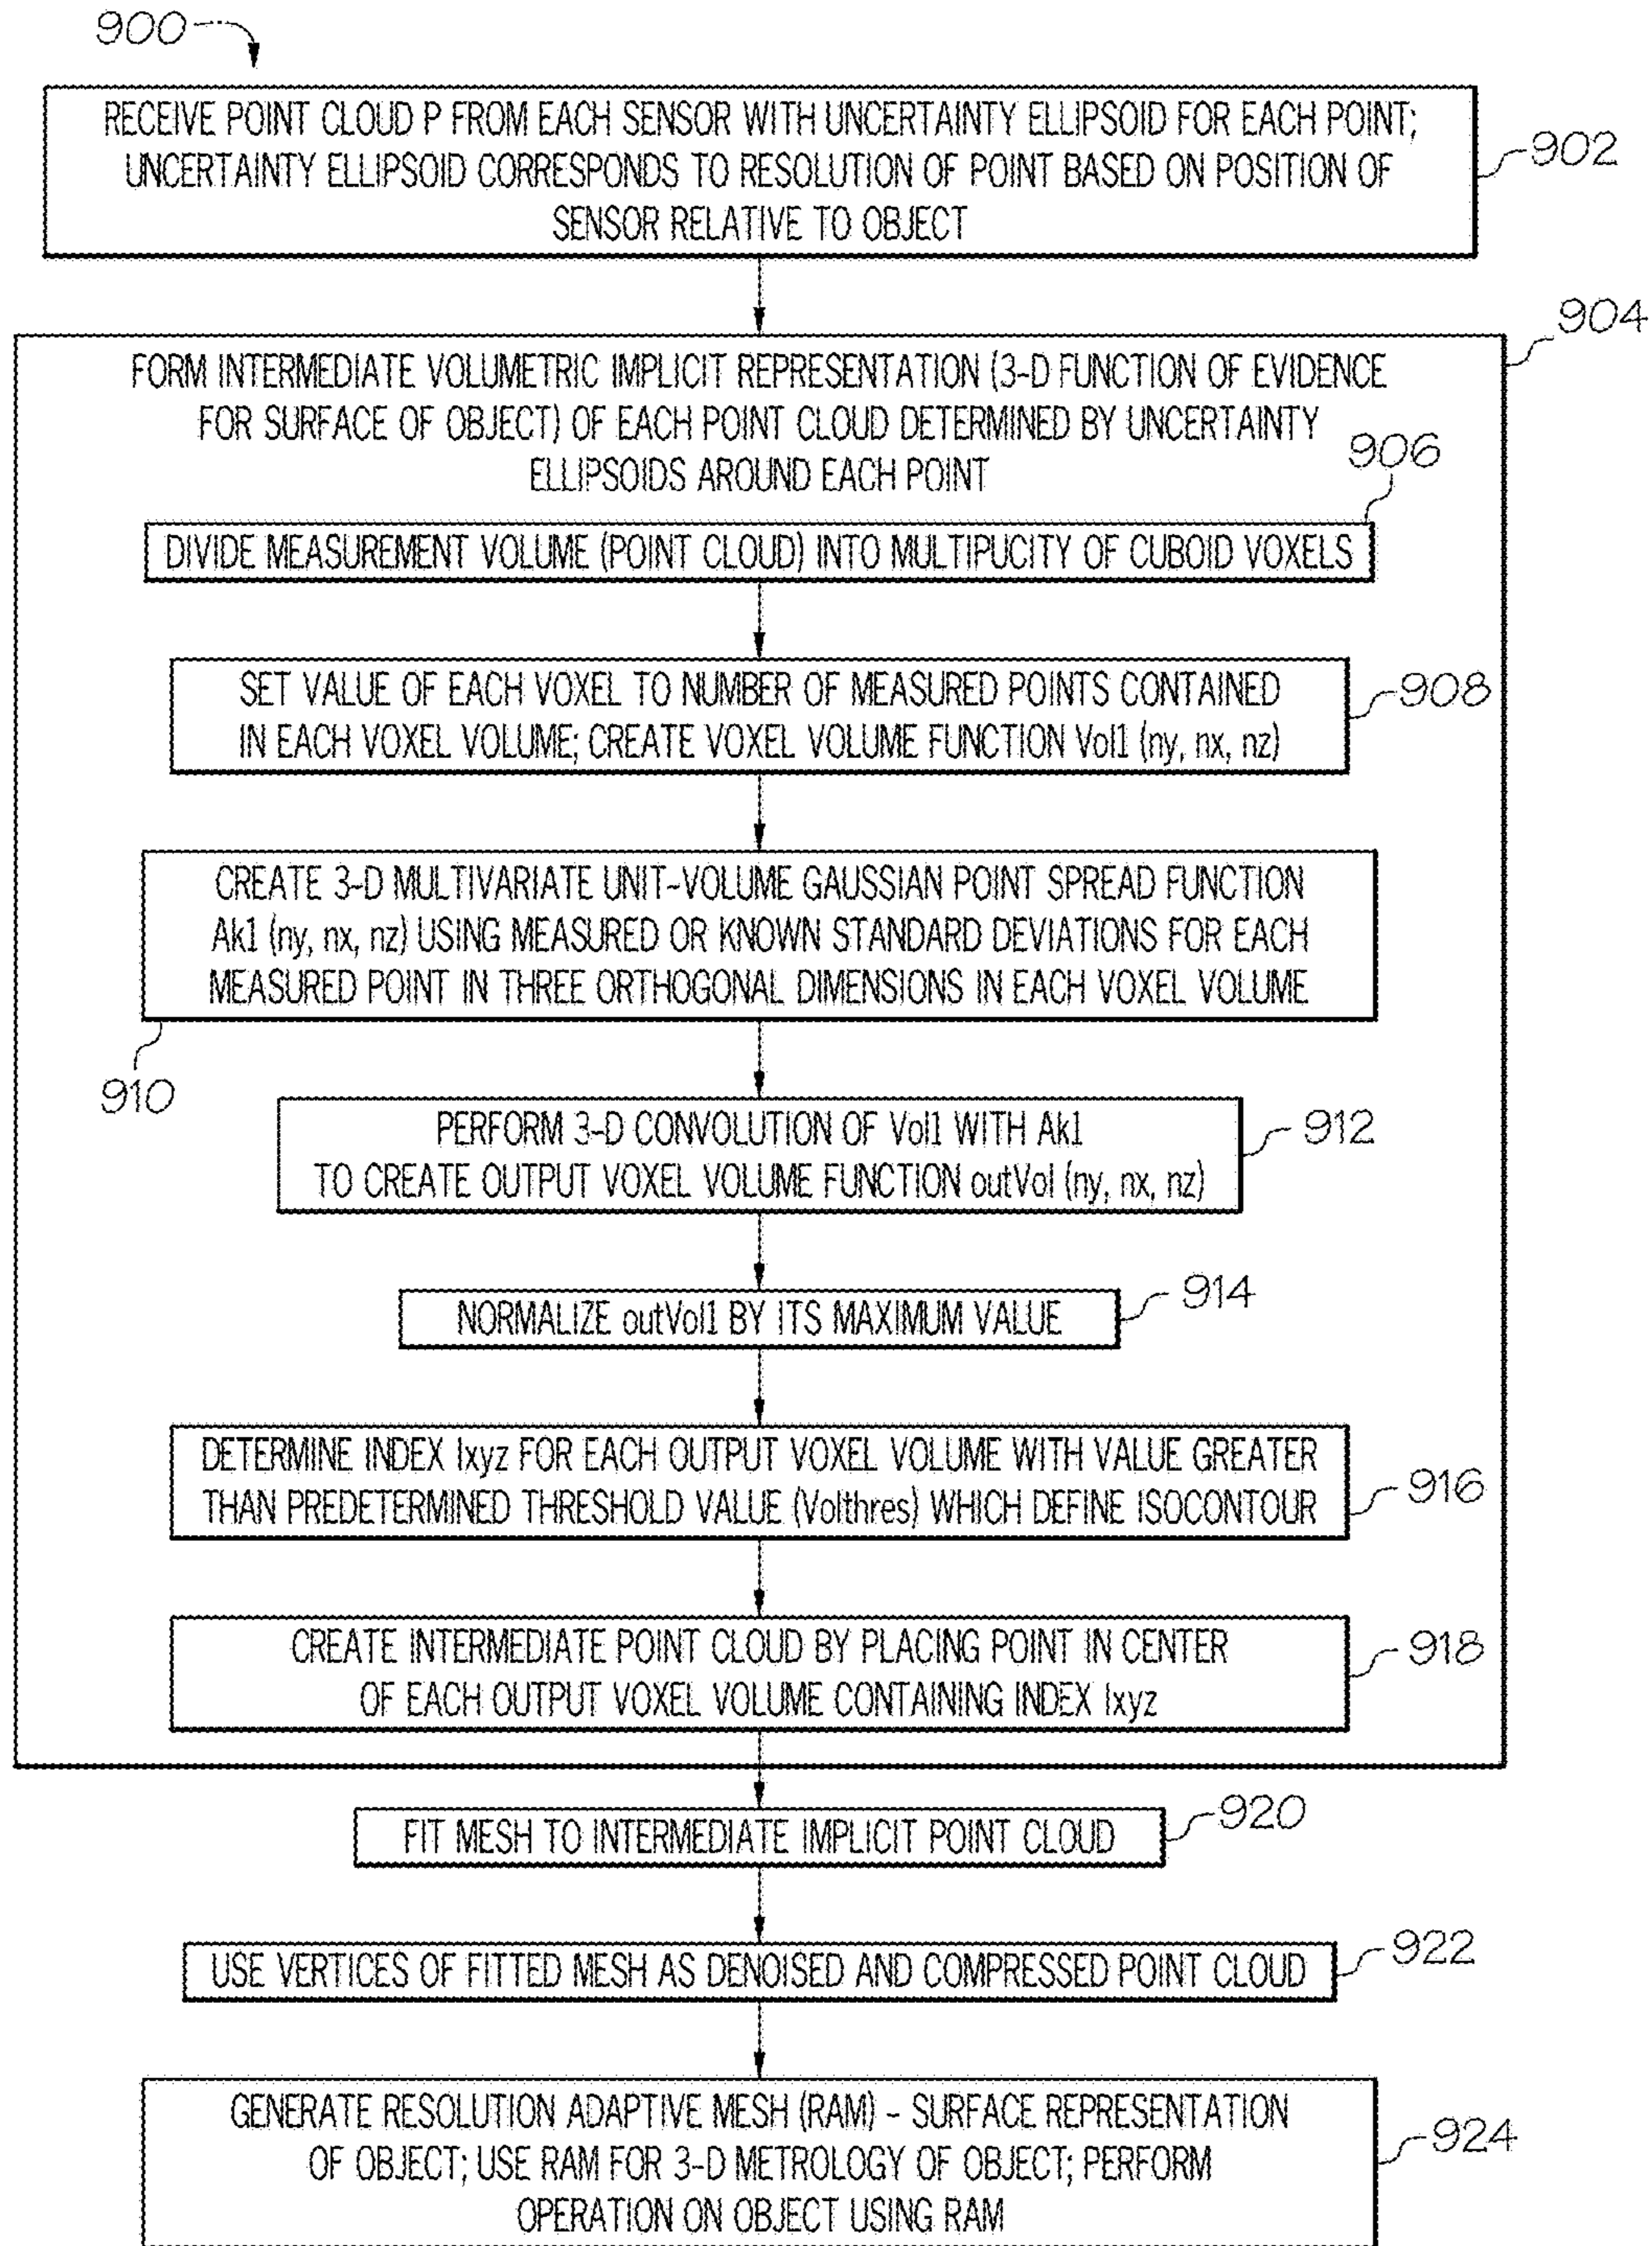 900
RECEIVE POINT CLOUD P FROM EACH SENSOR WITH UNCERTAINTY ELLIPSOID FOR EACH POINT;
UNCERTAINTY ELLIPSOID CORRESPONDS TO RESOLUTION OF POINT BASED ON POSITION OF
SENSOR RELATIVE TO OBJECT
902
904
FORM INTERMEDIATE VOLUMETRIC IMPLICIT REPRESENTATION (3-D FUNCTION OF EVIDENCE
FOR SURFACE OF OBJECT) OF EACH POINT CLOUD DETERMINED BY UNCERTAINTY
ELLIPSOIDS AROUND EACH POINT
906
DIVIDE MEASUREMENT VOLUME (POINT CLOUD) INTO MULTIPUCITY OF CUBOID VOXELS
SET VALUE OF EACH VOXEL TO NUMBER OF MEASURED POINTS CONTAINED
IN EACH VOXEL VOLUME; CREATE VOXEL VOLUME FUNCTION Vol1 (ny, nx, nz)
908
CREATE 3-D MULTIVARIATE UNIT-VOLUME GAUSSIAN POINT SPREAD FUNCTION
Ak1 (ny, nx, nz) USING MEASURED OR KNOWN STANDARD DEVIATIONS FOR EACH
MEASURED POINT IN THREE ORTHOGONAL DIMENSIONS IN EACH VOXEL VOLUME
910
PERFORM 3-D CONVOLUTION OF Vol1 WITH Ak1
TO CREATE OUTPUT VOXEL VOLUME FUNCTION outVol (ny, nx, nz)
912
NORMALIZE outVol1 BY ITS MAXIMUM VALUE
914
DETERMINE INDEX Ixyz FOR EACH OUTPUT VOXEL VOLUME WITH VALUE GREATER
THAN PREDETERMINED THRESHOLD VALUE (Volthres) WHICH DEFINE ISOCONTOUR
916
CREATE INTERMEDIATE POINT CLOUD BY PLACING POINT IN CENTER
OF EACH OUTPUT VOXEL VOLUME CONTAINING INDEX Ixyz
918
FIT MESH TO INTERMEDIATE IMPLICIT POINT CLOUD
920
USE VERTICES OF FITTED MESH AS DENOISED AND COMPRESSED POINT CLOUD
922
GENERATE RESOLUTION ADAPTIVE MESH (RAM) - SURFACE REPRESENTATION
OF OBJECT; USE RAM FOR 3-D METROLOGY OF OBJECT; PERFORM
OPERATION ON OBJECT USING RAM
924